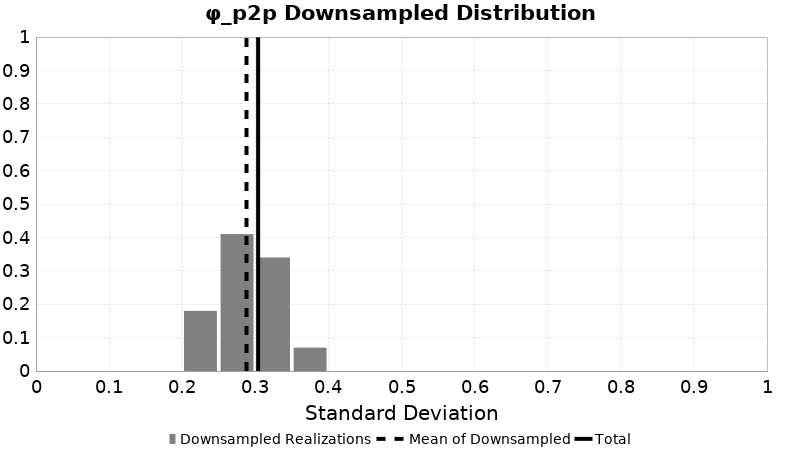 φ_p2p Downsampled Distribution
1
0.9
0.8
0.7
0.6
0.5
0.4
0.3
0.2
0.1
0
0 0.1 0.2 0.3 0.4 0.5 0.6 0.7 0.8 0.9 1
Standard Deviation
Downsampled Realizations Mean of Downsampled Total